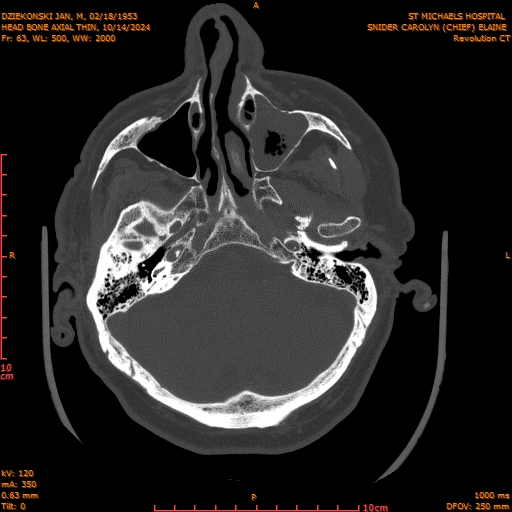 DZIEKONSKI JAN, M, 02/18/1953
HEAD BONE AXIAL THIN, 10/14/2024
Fr: 63, WL: 500, WW: 2000
A
ST MICHAELS HOSPITAL
SNIDER CAROLYN (CHIEF) ELAINE
Revolution CT
R
L
10
cm
kV: 120
mA: 350
0.63 mm
Tilt: 0
P
10cm
1000 ms
DFOV: 250 mm